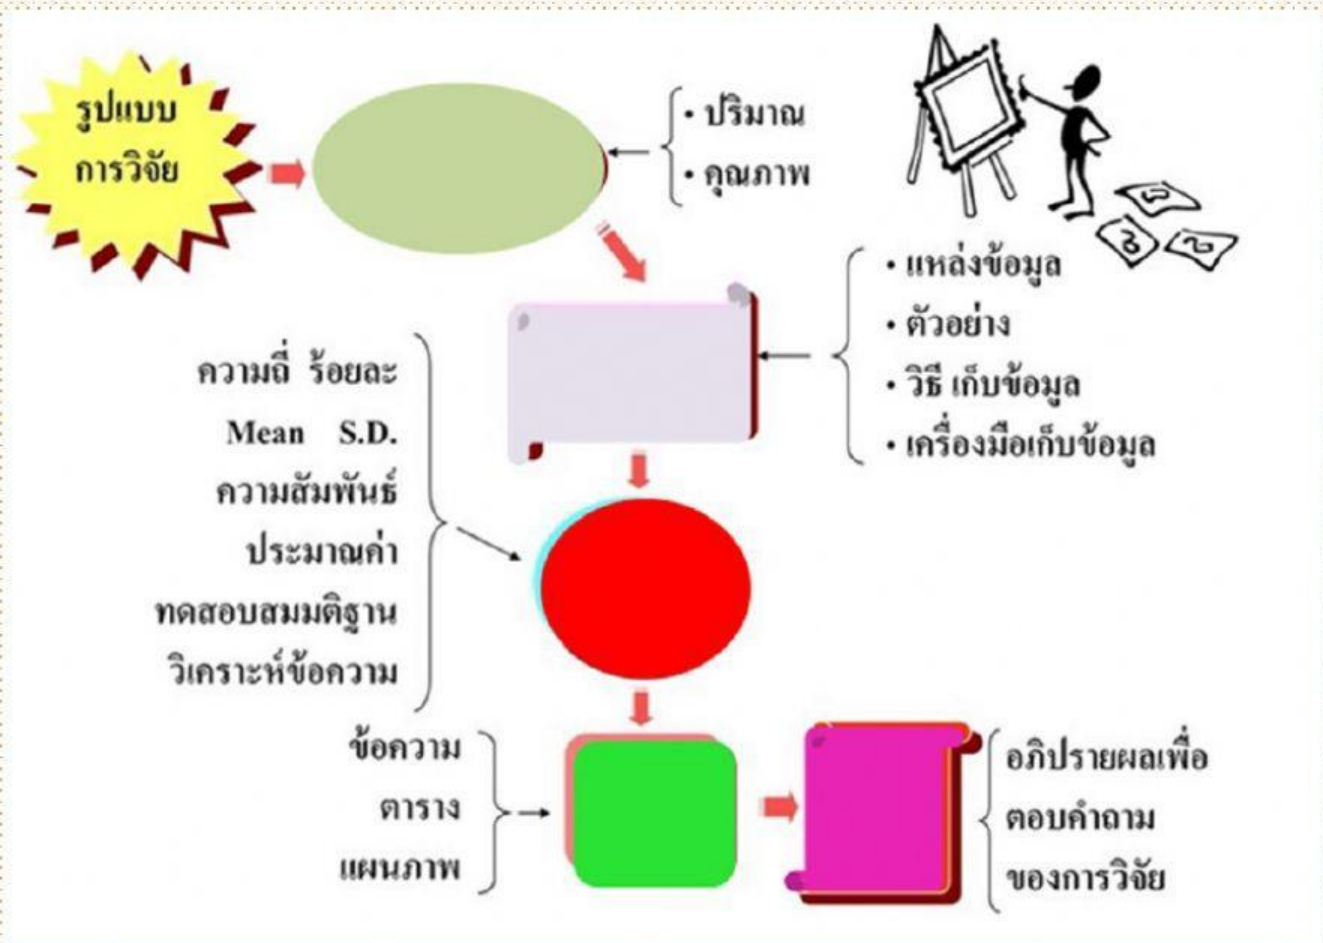 รูปแบบ
การวิจัย
• ปริมาณ
• คุณภาพ
• แหล่งข้อมูล
• ตัวอย่าง
• วิธี เก็บข้อมูล
• เครื่องมือเก็บข้อมูล
ความถี่ ร้อยละ
Mean S.D.
ความสัมพันธ์
ประมาณค่า
ทดสอบสมมติฐาน
วิเคราะห์ข้อความ
ข้อความ
ตาราง
แผนภาพ
อภิปรายผลเพื่อ
ตอบคำถาม
ของการวิจัย